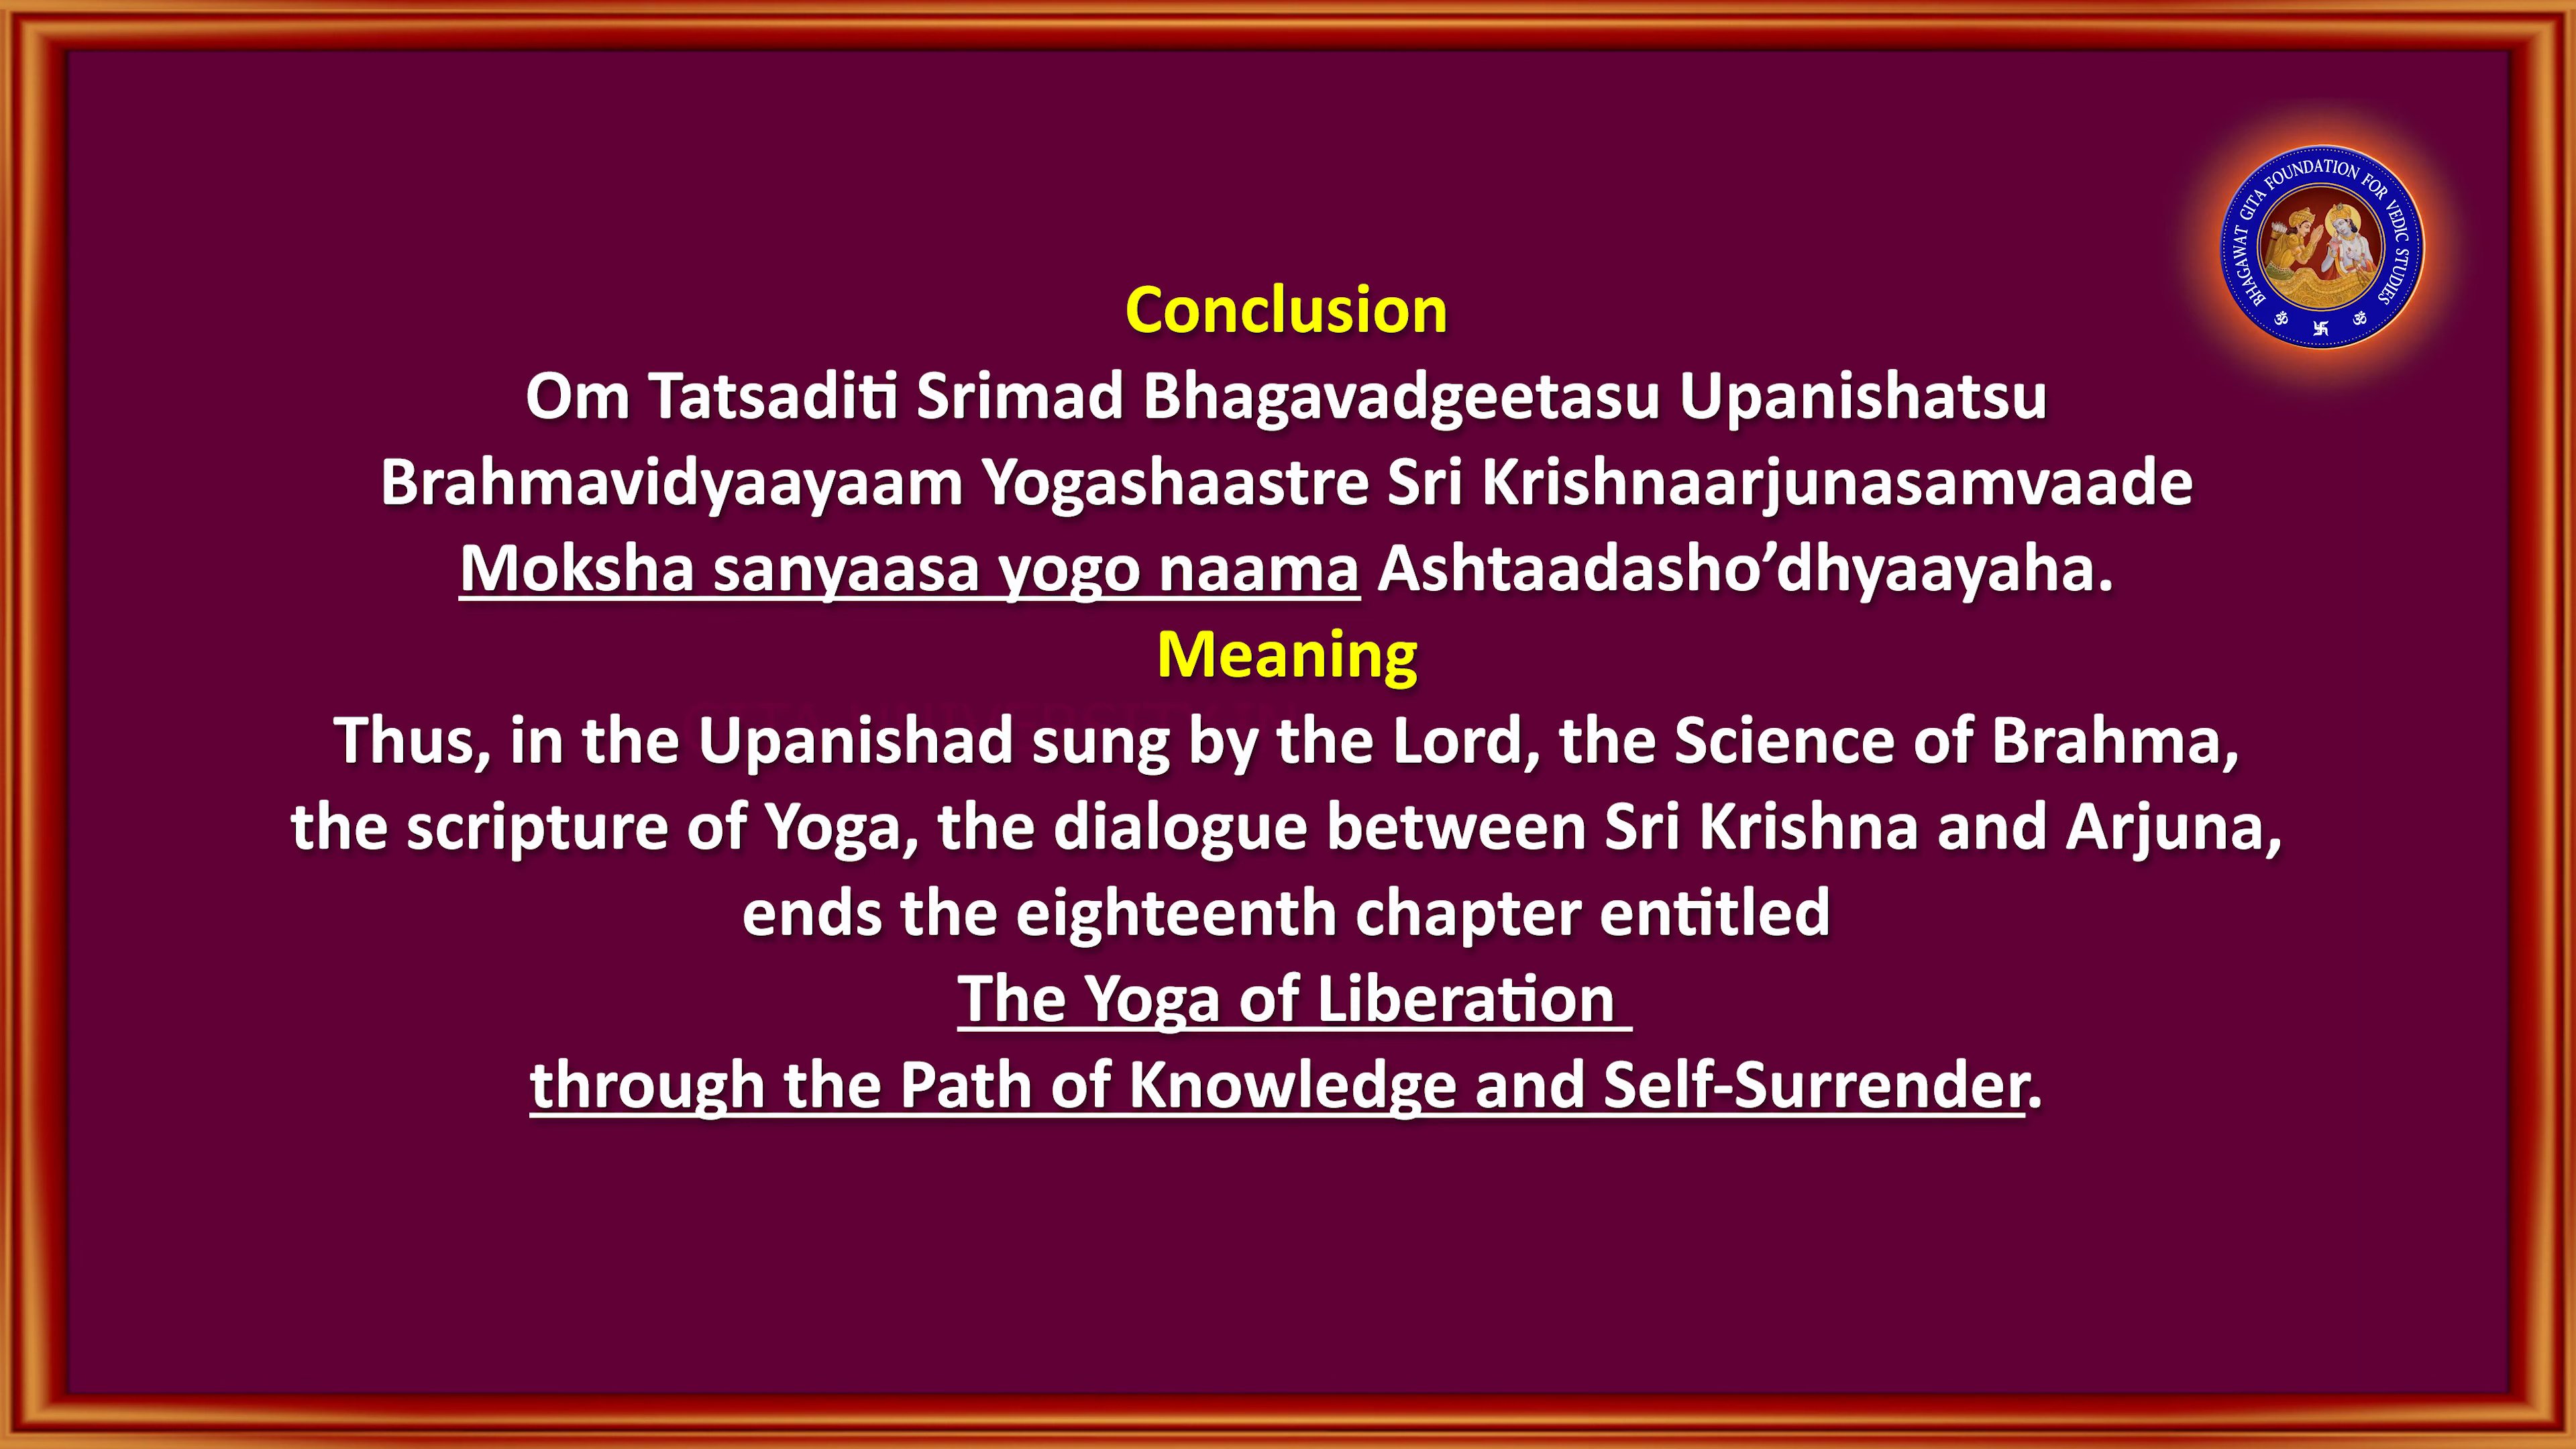 BHAGAWAT GITA FOUNDATION FOR VEDIC STUDIES
ॐ 卐 ॐ
Conclusion
Om Tatsaditi Srimad Bhagavadgeetasu Upanishatsu
Brahmavidyaayaam Yogashaastre Sri Krishnaarjunasamvaade
Moksha sanyaasa yogo naama Ashtaadasho’dhyaayaha.
Meaning
Thus, in the Upanishad sung by the Lord, the Science of Brahma,
the scripture of Yoga, the dialogue between Sri Krishna and Arjuna,
ends the eighteenth chapter entitled
The Yoga of Liberation
through the Path of Knowledge and Self-Surrender.